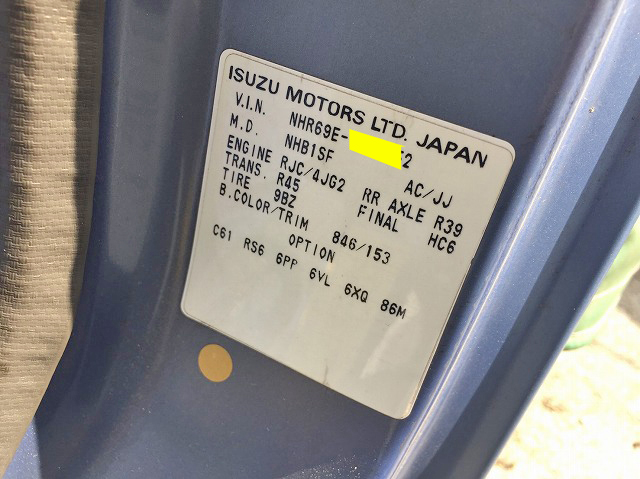 ISUZU MOTORS LTD. JAPAN
V.I.N. NHR69E- 2
M.D. NHB1SF AC/JJ
ENGINE RJC/4JG2 RR AXLE R39
TRANS. R45 FINAL HC6
TIRE 9BZ
B.COLOR/TRIM 846/153
OPTION
C61 RS6 6PP 6VL 6XQ 86M